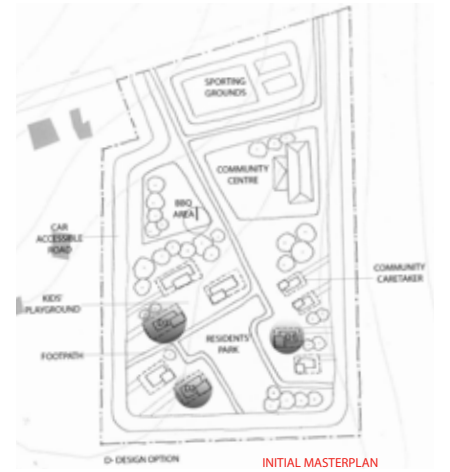 SPORTING
GROUNDS
COMMUNITY
CENTRE
BBQ
AREA
CAR
ACCESSIBLE
ROAD
COMMUNITY
CARETAKER
KIDS'
PLAYGROUND
RESIDENTS'
PARK
FOOTPATH
D- DESIGN OPTION
INITIAL MASTERPLAN